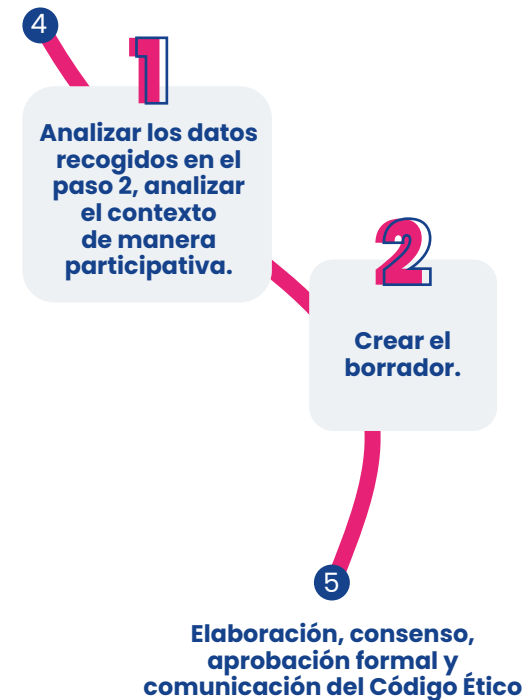 4
1
Analizar los datos
recogidos en el
paso 2, analizar
el contexto
de manera
participativa.
2
Crear el
borrador.
5
Elaboración, consenso,
aprobación formal y
comunicación del Código Ético